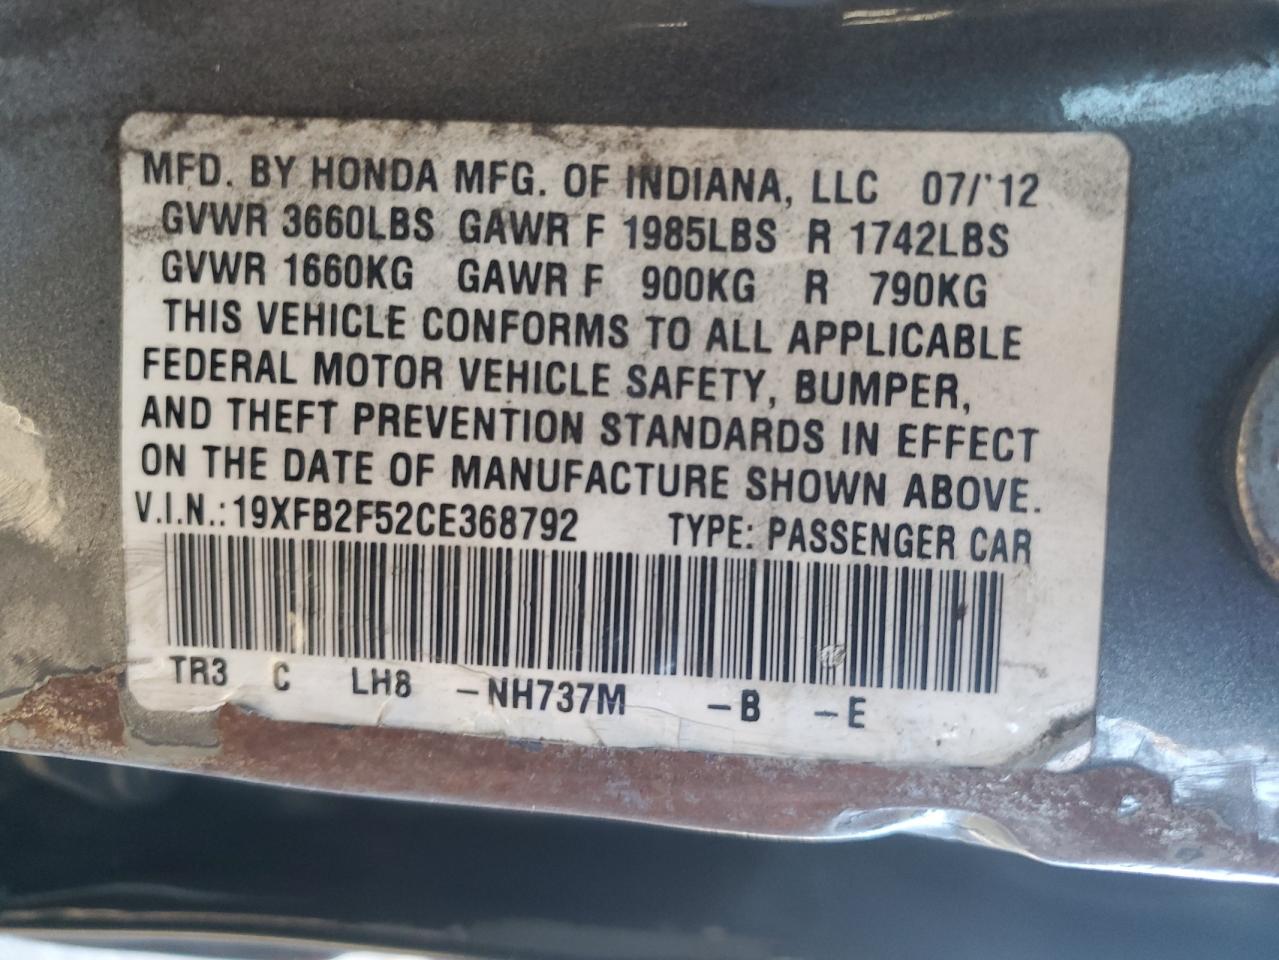 MFD. BY HONDA MFG. OF INDIANA, LLC 07/'12
GVWR 3660LBS GAWR F 1985LBS R 1742LBS
GVWR 1660KG GAWR F 900KG R 790KG
THIS VEHICLE CONFORMS TO ALL APPLICABLE
FEDERAL MOTOR VEHICLE SAFETY, BUMPER,
AND THEFT PREVENTION STANDARDS IN EFFECT
ON THE DATE OF MANUFACTURE SHOWN ABOVE.
V.I.N.: 19XFB2F52CE368792 TYPE: PASSENGER CAR
TR3 C LH8 -NH737M -B -E